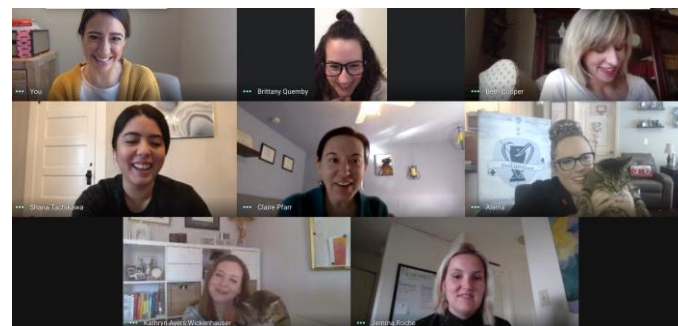 You
Brittany Quemby
Beth Cooper
Shana Tachikawa
Claire Pfarr
Alaina
Kathryn Ayers Wickenhauser
Jemma Roche